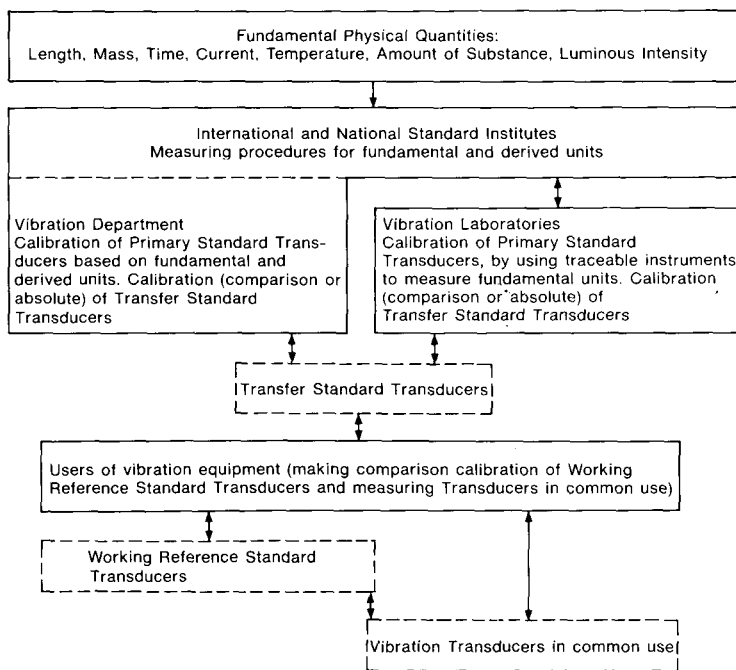 Fundamental Physical Quantities:
Length, Mass, Time, Current, Temperature, Amount of Substance, Luminous Intensity
International and National Standard Institutes
Measuring procedures for fundamental and derived units
Vibration Department
Calibration of Primary Standard Trans-
ducers based on fundamental and
derived units. Calibration (comparison or
absolute) of Transfer Standard
Transducers
Vibration Laboratories
Calibration of Primary Standard
Transducers, by using traceable instruments
to measure fundamental units. Calibration
(comparison or absolute) of
Transfer Standard Transducers
Transfer Standard Transducers
Users of vibration equipment (making comparison calibration of Working
Reference Standard Transducers and measuring Transducers in common use)
Working Reference Standard
Transducers
Vibration Transducers in common use